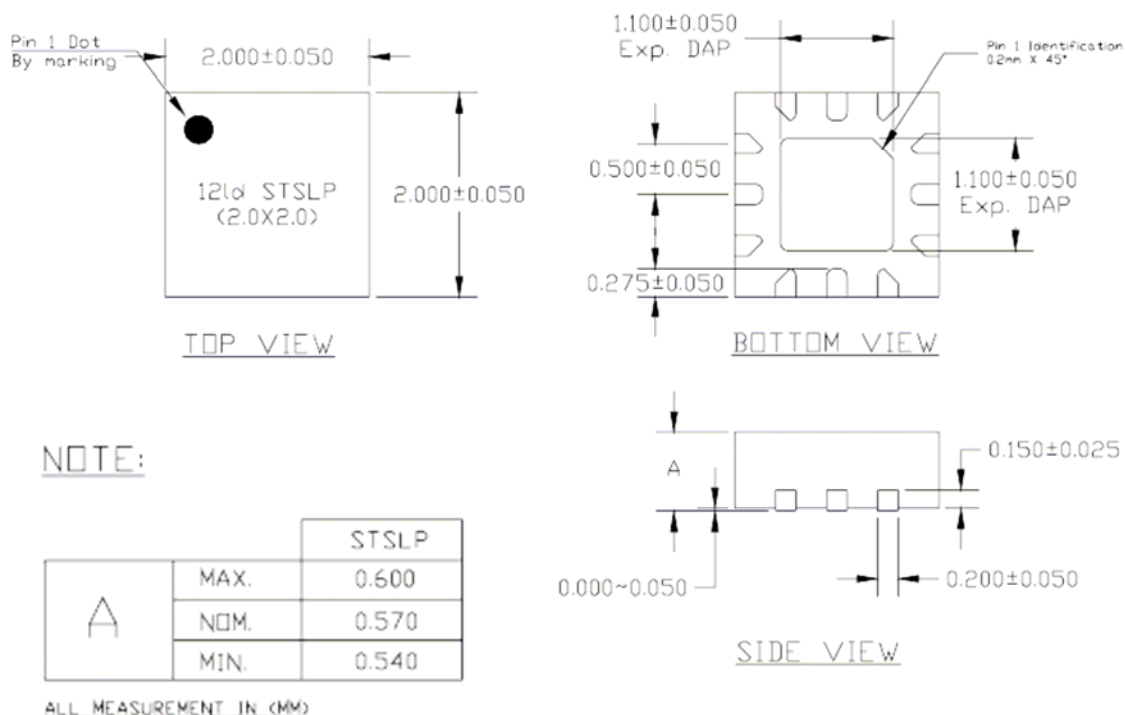 Pin 1 Dot
By marking
2.000±0.050
12ld STSLP
(2.0X2.0)
2.000±0.050
TOP VIEW
1.100±0.050
Exp. DAP
Pin 1 Identification
0.2mm X 45°
0.500±0.050
1.100±0.050
Exp. DAP
0.275±0.050
BOTTOM VIEW
NOTE:
STSLP
A
MAX. 0.600
NOM. 0.570
MIN. 0.540
ALL MEASUREMENT IN (MM)
A
0.150±0.025
0.000~0.050
0.200±0.050
SIDE VIEW